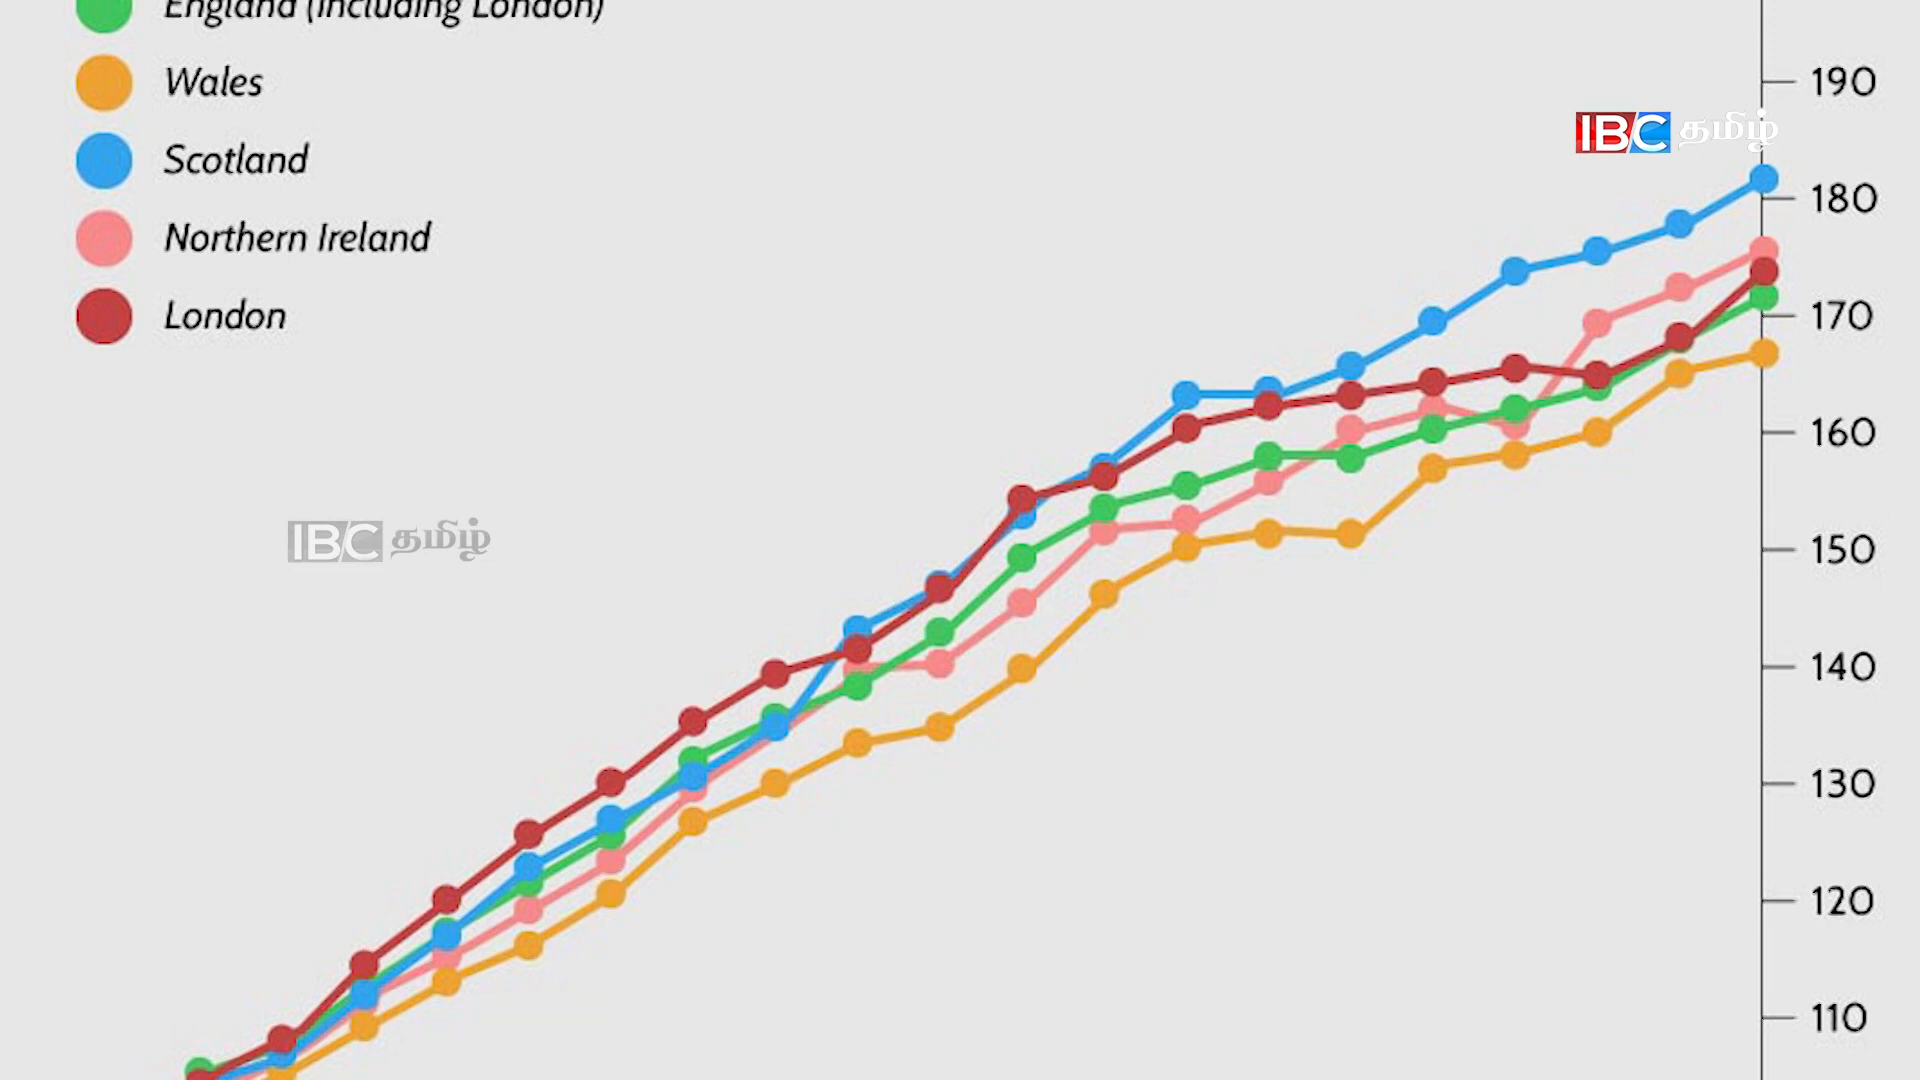 England (including London)
Wales
Scotland
Northern Ireland
London
190
IBC தமிழ்
180
170
160
150
IBC தமிழ்
140
130
120
110